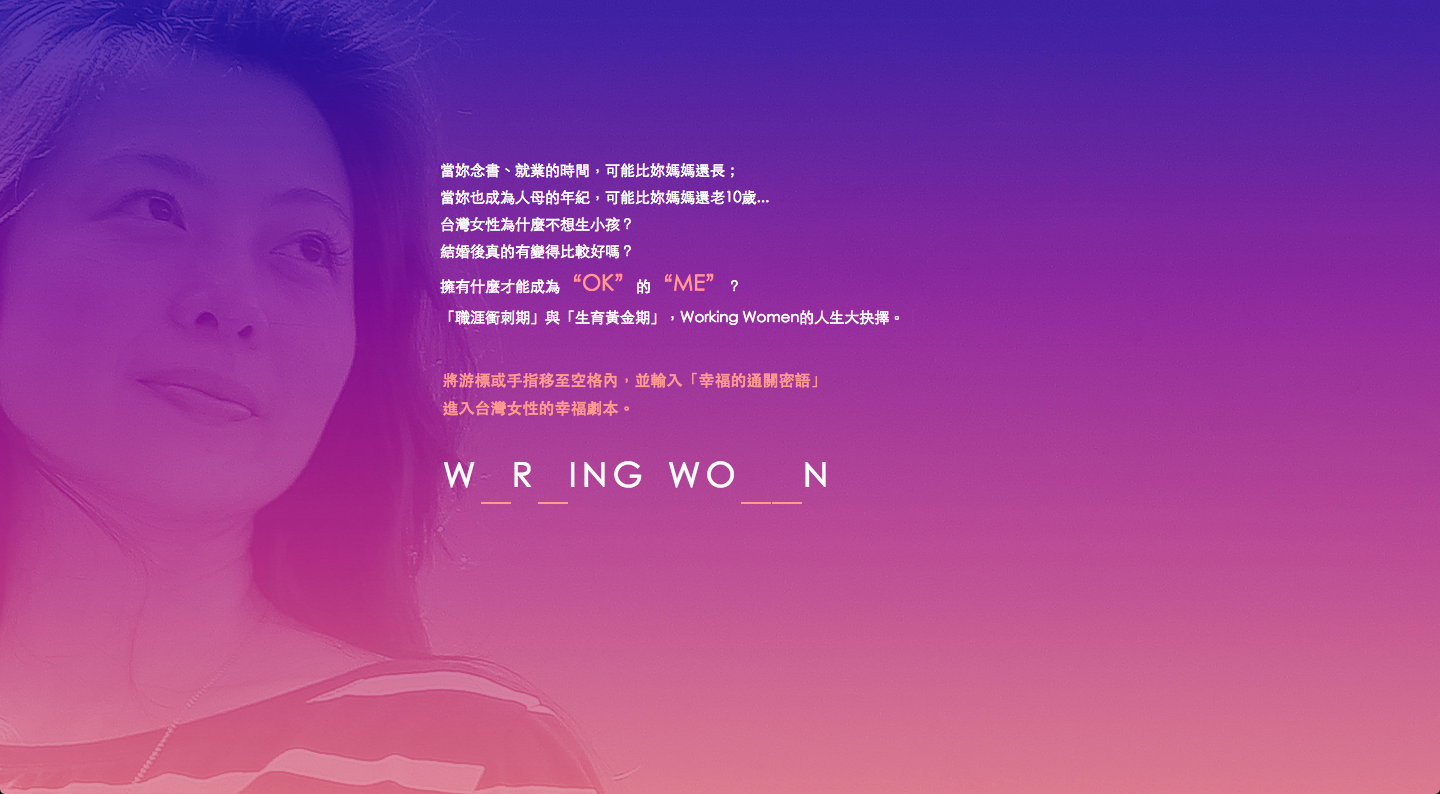 當妳念書、就業的時間，可能比妳媽媽還長；
當妳也成為人母的年紀，可能比妳媽媽還老10歲...
台灣女性為什麼不想生小孩？
結婚後真的有變得比較好嗎？
擁有什麼才能成為 “OK” 的 “ME” ？
「職涯衝刺期」與「生育黃金期」，Working Women的人生大抉擇。
將游標或手指移至空格內，並輸入「幸福的通關密語」
進入台灣女性的幸福劇本。
W_R_ING WO__N